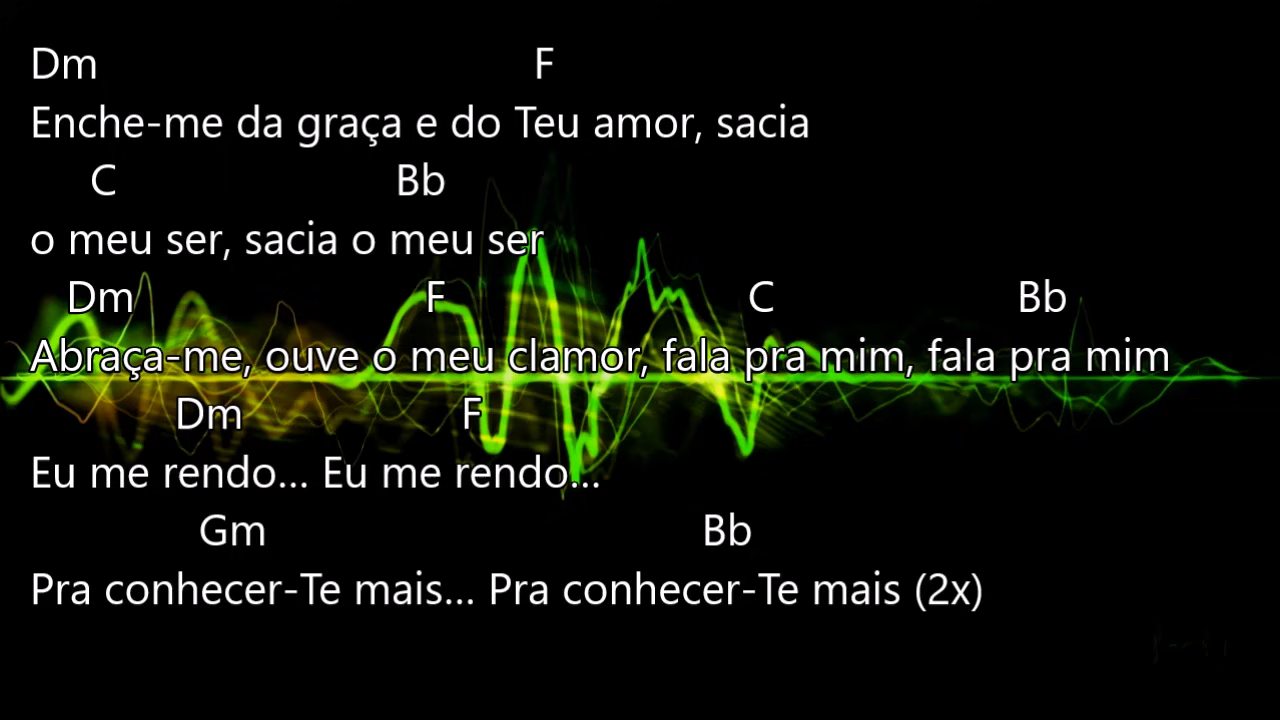 Dm F
Enche-me da graça e do Teu amor, sacia
C Bb
o meu ser, sacia o meu ser
Dm F C Bb
Abraça-me, ouve o meu clamor, fala pra mim, fala pra mim
Dm F
Eu me rendo... Eu me rendo...
Gm Bb
Pra conhecer-Te mais... Pra conhecer-Te mais (2x)